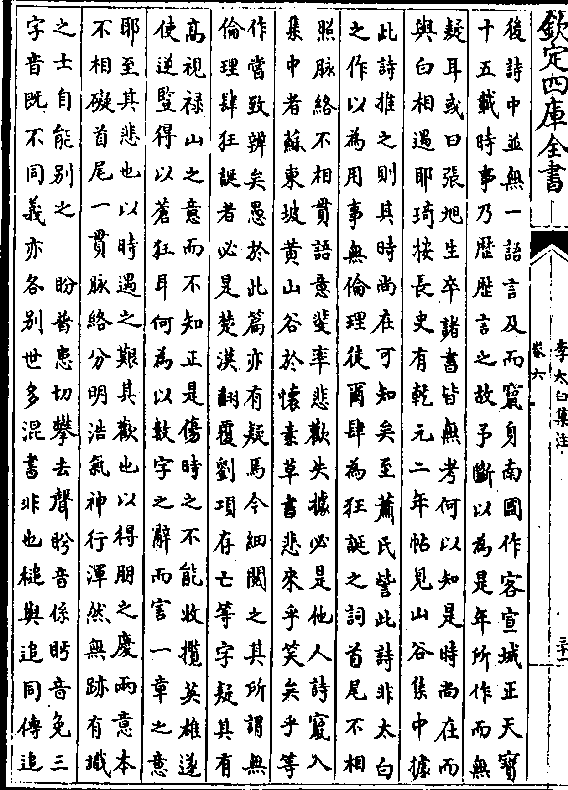 欽定四庫全書
李太白集注
卷六
後詩中並無一語言及而竄身南國作客宣城正天寶
十五載時事乃歷歷言之故予斷以為是年所作而無
疑耳或曰張旭生卒諸書皆無考何以知是時尚在而
與白相遇耶琦按長史有乾元二年帖見山谷集中據
此詩推之則其時尚在可知矣至蕭氏訾此詩非太白
之作以為用事無倫理徒爾肆為狂誕之詞首尾不相
照脉絡不相貫語意斐率悲歡失據必是他人詩竄入
集中者蘇東坡黃山谷於懷素草書悲來乎笑矣乎等
作嘗致辨矣愚於此篇亦有疑焉今細閱之其所謂無
倫理肆狂誕者必是楚漢翻覆劉項存亡等字疑其有
高視禄山之意而不知正是傷時之不能收攬英雄遂
使逆豎得以蒼狂耳何為以數字之辭而害一章之意
耶至其悲也以時遇之艱其歡也以得朋之慶兩意本
不相礙首尾一貫脉絡分明浩氣神行渾然無跡有識
之士自能别之　盼普患切攀去聲盻音係眄音免三
字音既不同義亦各别世多混書非也槌與追同傳追